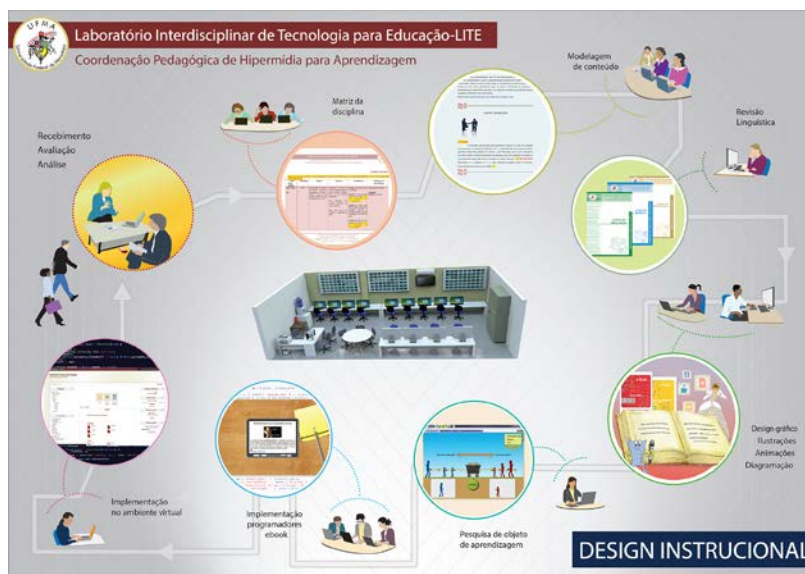 UFMA
Laboratório Interdisciplinar de Tecnologia para Educação-LITE
Coordenação Pedagógica de Hipermídia para Aprendizagem
Modelagem
de conteúdo
Matriz da
disciplina
Revisão
Linguística
Recebimento
Avaliação
Análise
Design gráfico
Ilustrações
Animações
Diagramação
Implementação
no ambiente virtual
Implementação
programadores
ebook
Pesquisa de objeto
de aprendizagem
DESIGN INSTRUCIONAL